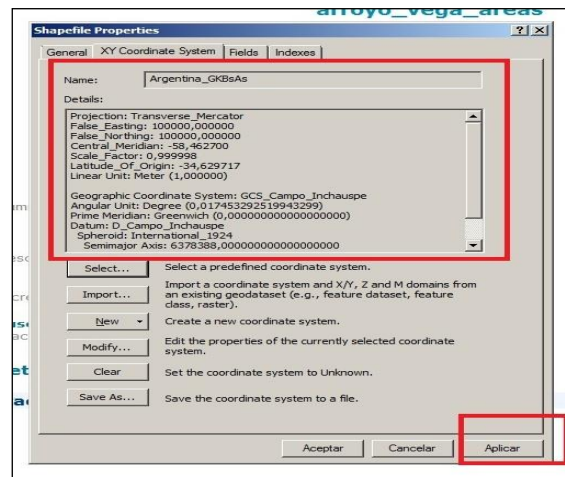 arroyo_vega_areas
Shapefile Properties
General XY Coordinate System Fields Indexes
Name: Argentina_GKBsAs
Details:
Projection: Transverse_Mercator
False_Easting: 100000,000000
False_Northing: 100000,000000
Central_Meridian: -58,462700
Scale_Factor: 0,999998
Latitude_Of_Origin: -34,629717
Linear Unit: Meter (1,000000)
Geographic Coordinate System: GCS_Campo_Inchauspe
Angular Unit: Degree (0,017453292519943299)
Prime Meridian: Greenwich (0,000000000000000000)
Datum: D_Campo_Inchauspe
Spheroid: International_1924
Semimajor Axis: 6378388,000000000000000000
Select... Select a predefined coordinate system.
Import... Import a coordinate system and X/Y, Z and M domains from
an existing geodataset (e.g., feature dataset, feature
class, raster).
New Create a new coordinate system.
Modify... Edit the properties of the currently selected coordinate
system.
Clear Set the coordinate system to Unknown.
Save As... Save the coordinate system to a file.
Aceptar Cancelar Aplicar